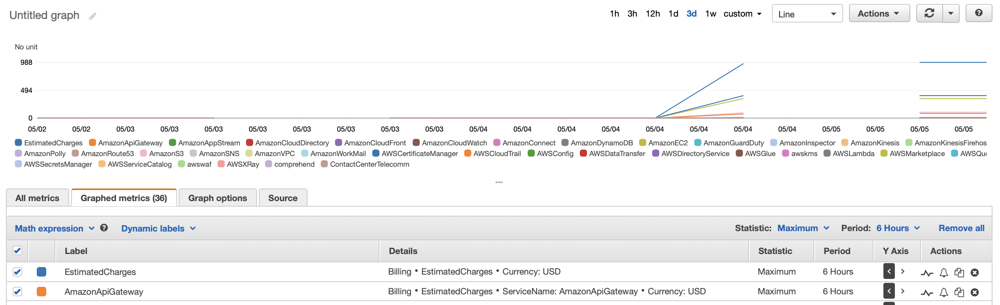 Untitled graph
1h 3h 12h 1d 3d 1w custom Line Actions
No unit
988
494
0
05/02 05/02 05/03 05/03 05/03 05/03 05/03 05/03 05/03 05/03 05/04 05/04 05/04 05/04 05/04 05/04 05/04 05/04 05/05 05/05 05/05 05/05
EstimatedCharges AmazonApiGateway AmazonAppStream AmazonCloudDirectory AmazonCloudFront AmazonCloudWatch AmazonConnect AmazonDynamoDB AmazonEC2 AmazonGuardDuty AmazonInspector AmazonKinesis AmazonKinesisFirehos
AmazonPolly AmazonRoute53 AmazonS3 AmazonSNS AmazonVPC AmazonWorkMail AWSCertificateManager AWSCloudTrail AWSConfig AWSDataTransfer AWSDirectoryService AWSGlue awskms AWSLambda AWSMarketplace AWSQue
AWSSecretsManager AWSServiceCatalog awswaf AWSXRay comprehend ContactCenterTelecomm
All metrics Graphed metrics (36) Graph options Source
Math expression ? Dynamic labels Statistic: Maximum Period: 6 Hours Remove all
Label Details Statistic Period Y Axis Actions
EstimatedCharges Billing • EstimatedCharges • Currency: USD Maximum 6 Hours
AmazonApiGateway Billing • EstimatedCharges • ServiceName: AmazonApiGateway • Currency: USD Maximum 6 Hours